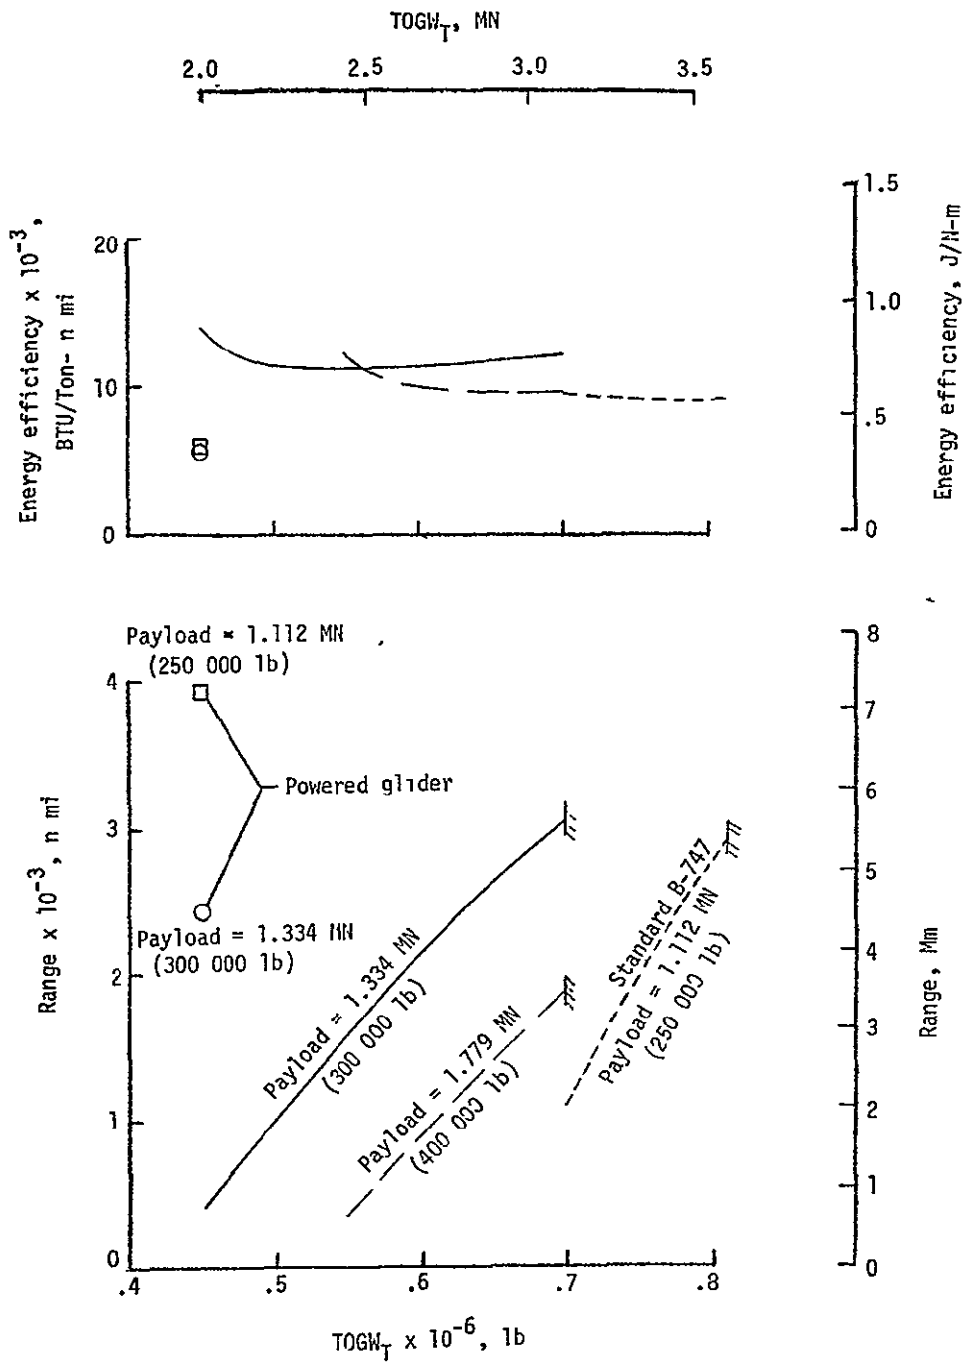 TOGW_T, MN
2.0 2.5 3.0 3.5
Energy efficiency x 10^-3,
BTU/Ton- n mi
20
10
0
1.5
1.0
.5
0
Energy efficiency, J/N-m
Payload = 1.112 MN
(250 000 lb)
Powered glider
Payload = 1.334 MN
(300 000 lb)
Payload = 1.334 MN
(300 000 lb)
Payload = 1.779 MN
(400 000 lb)
Standard B-747
Payload = 1.112 MN
(250 000 lb)
Range x 10^-3, n mi
4
3
2
1
0
8
7
6
5
4
3
2
1
0
Range, Mm
.4 .5 .6 .7 .8
TOGW_T x 10^-6, lb